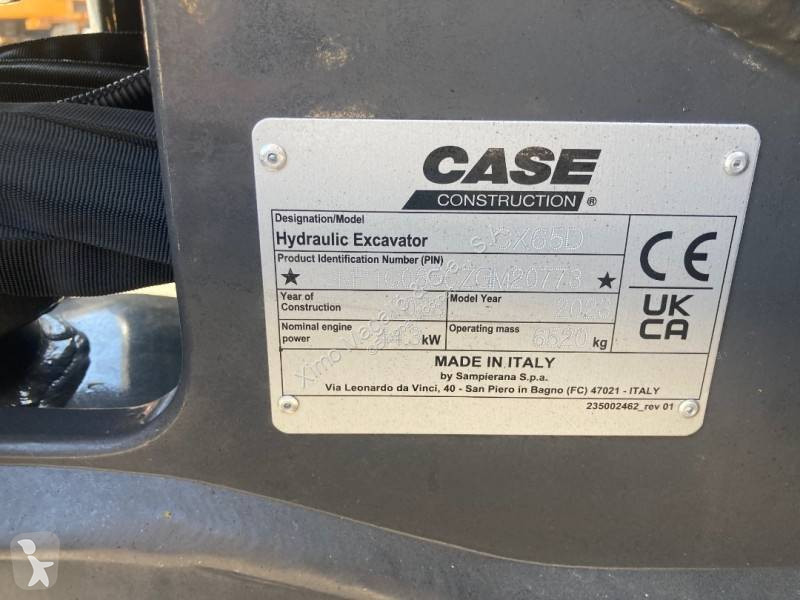 CASE
CONSTRUCTION ®
Designation/Model
Hydraulic Excavator CX65D
Product Identification Number (PIN)
Year of Construction
Model Year 2023
Nominal engine power kW
Operating mass 6520 kg
MADE IN ITALY
by Sampierana S.p.a.
Via Leonardo da Vinci, 40 - San Piero in Bagno (FC) 47021 - ITALY
235002462_rev 01
CE
UK
CA